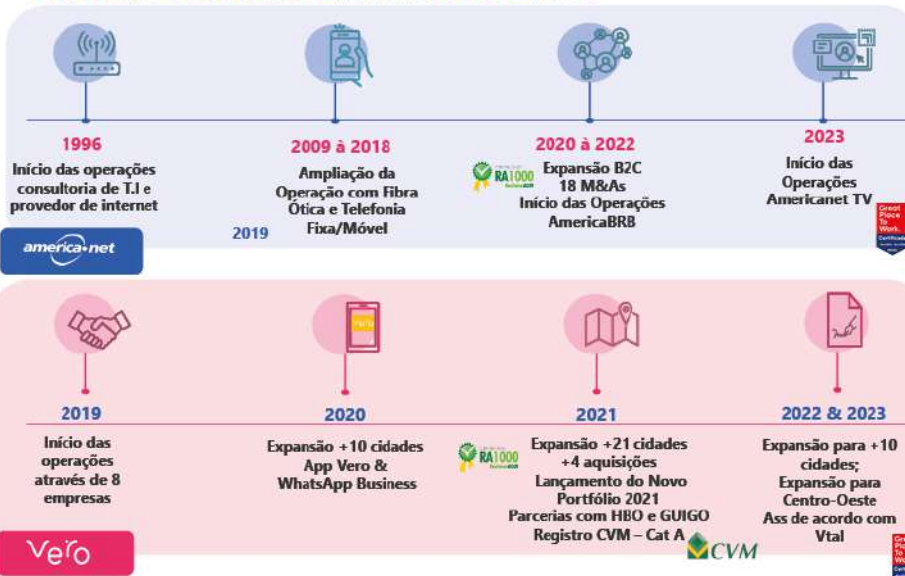 1996
Início das operações
consultoria de T.I e
provedor de internet
2009 à 2018
Ampliação da
Operação com Fibra
Ótica e Telefonia
Fixa/Móvel
2020 à 2022
RA1000
Expansão B2C
18 M&As
Início das Operações
AmericaBRB
2023
Início das
Operações
Americanet TV
2019
america•net
Great
Place
To
Work.
vero
2019
Início das
operações
através de 8
empresas
2020
Expansão +10 cidades
App Vero &
WhatsApp Business
2021
RA1000
Expansão +21 cidades
+4 aquisições
Lançamento do Novo
Portfólio 2021
Parcerias com HBO e GUIGO
Registro CVM – Cat A
CVM
2022 & 2023
Expansão para +10
cidades;
Expansão para
Centro-Oeste
Ass de acordo com
Vtal
vero